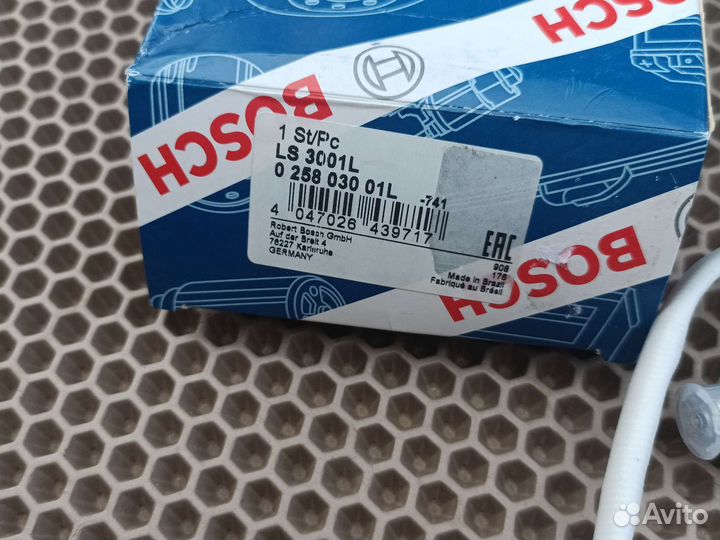 BOSCH
BOSCH
1 St/Pc
LS 3001L
0 258 030 01L
-741
4 047026 439717
Robert Bosch GmbH
Auf der Breit 4
76227 Karlsruhe
GERMANY
EAC
908
176
Made in Brazil
Fabriqué au Brésil
BOSCH
Avito